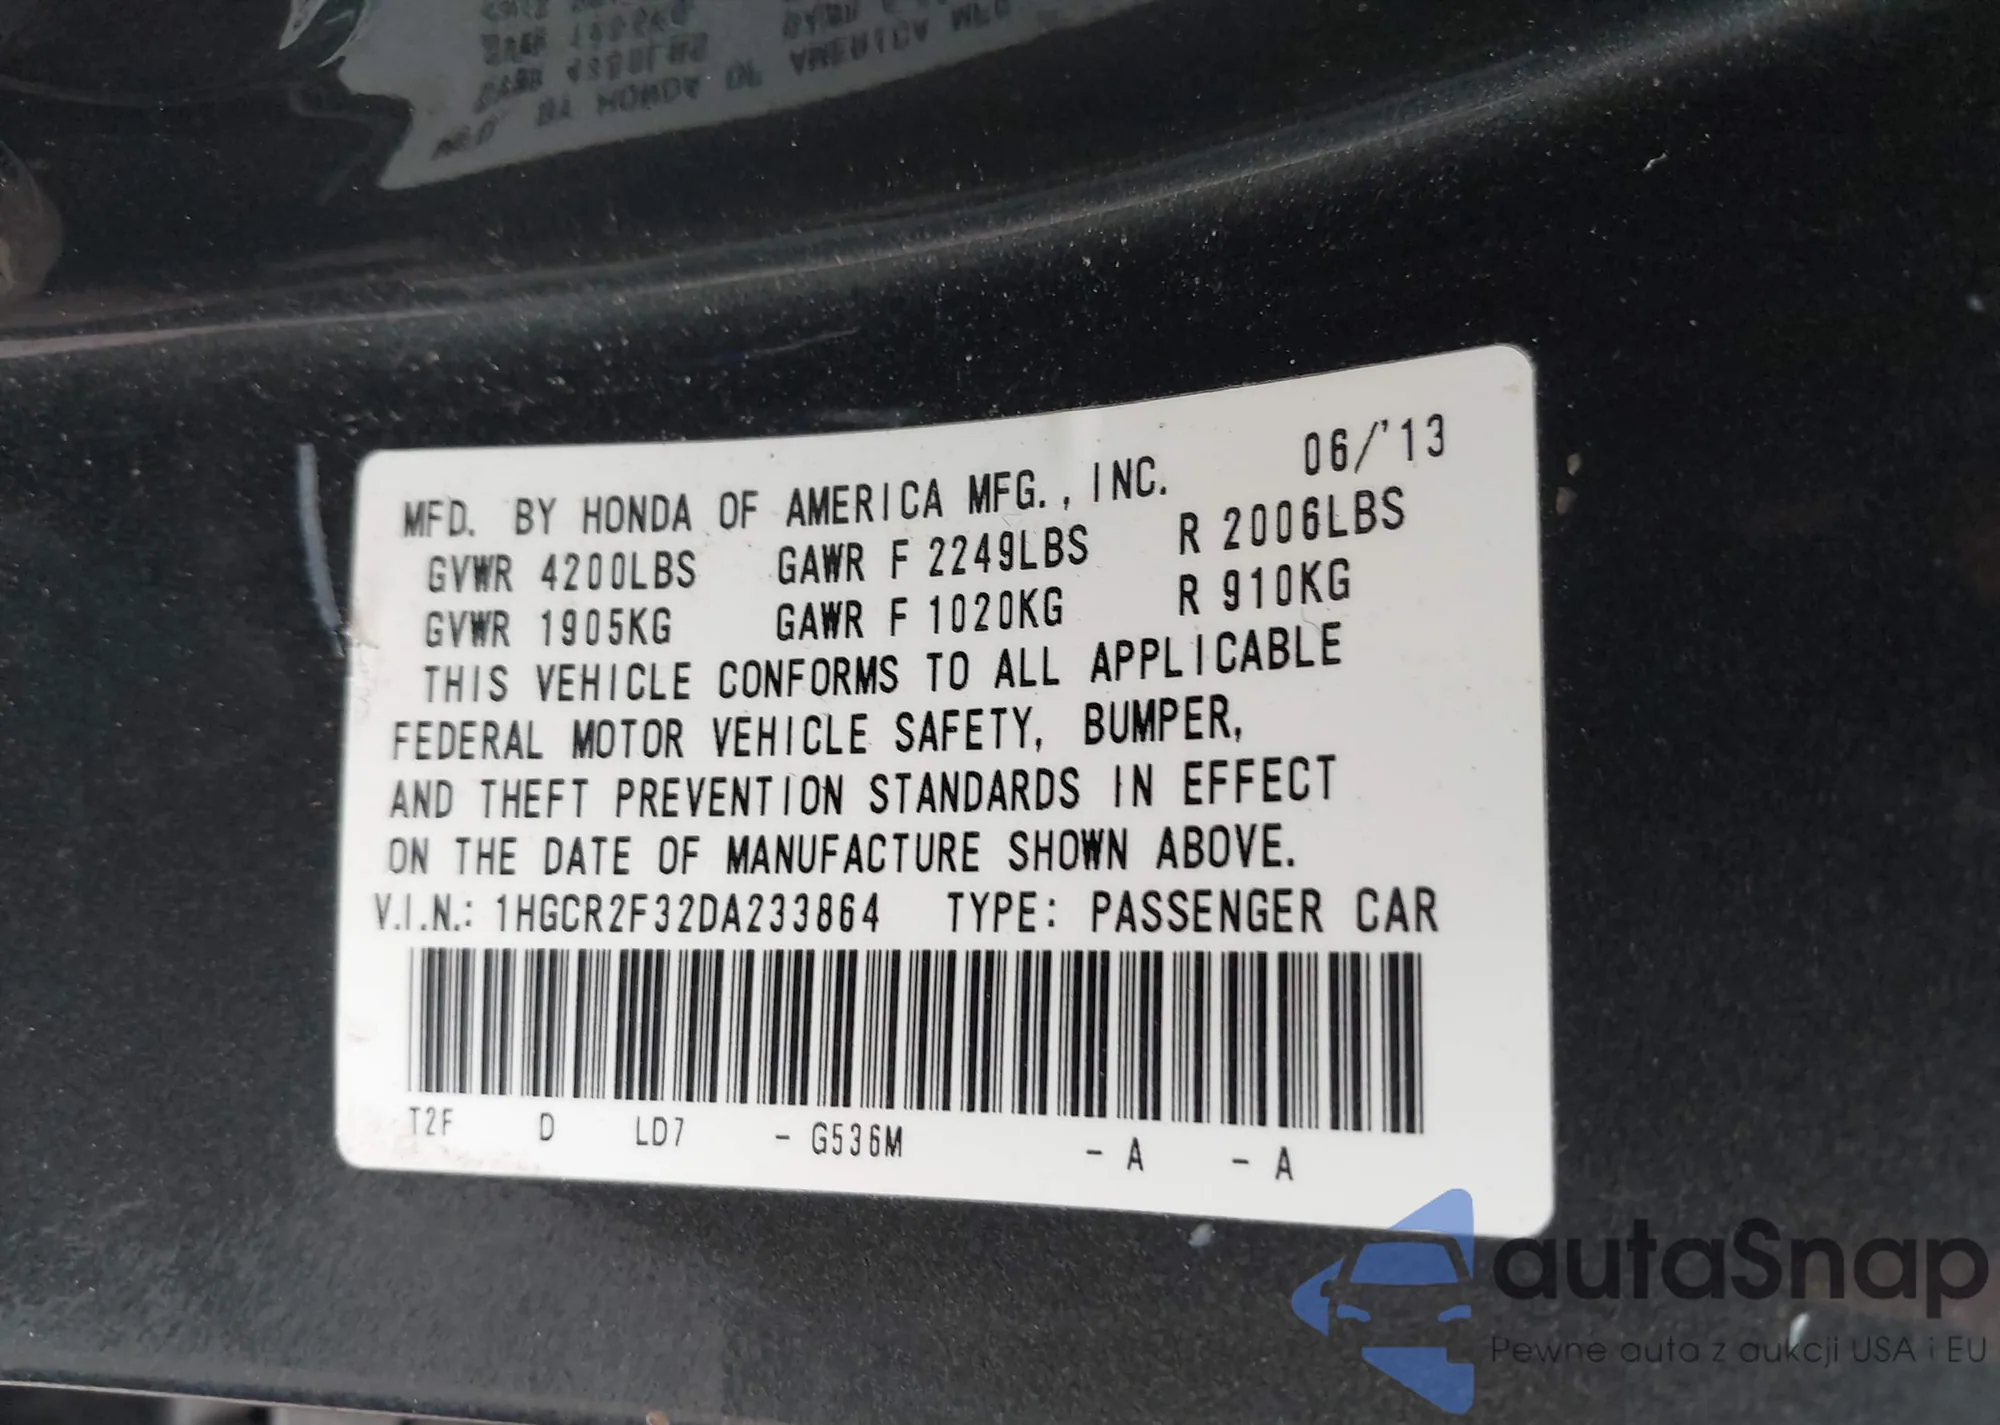 MFD. BY HONDA OF AMERICA MFG., INC. 06/'13
GVWR 4200LBS GAWR F 2249LBS R 2006LBS
GVWR 1905KG GAWR F 1020KG R 910KG
THIS VEHICLE CONFORMS TO ALL APPLICABLE
FEDERAL MOTOR VEHICLE SAFETY, BUMPER,
AND THEFT PREVENTION STANDARDS IN EFFECT
ON THE DATE OF MANUFACTURE SHOWN ABOVE.
V.I.N.: 1HGCR2F32DA233864 TYPE: PASSENGER CAR
T2F D LD7 - G536M - A - A
autaSnap
Pewne auta z aukcji USA i EU